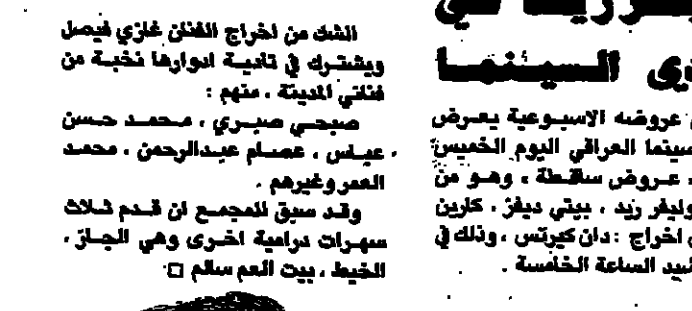 السينما
عروضه الاسبوعية يعرض
سينما العراقي اليوم الخميس
عروض ساقطة ، وهو من
وليفر ريد ، بيتي ديفز ، كارين
اخراج : دان كيرتس ، وذلك في
الساعة الخامسة .
الشك من اخراج الفنان غازي فيصل
ويشترك في تادية ادوارها نخبة من
فناني المدينة ، منهم :
صبحي صبري ، محمد حسن
عباس ، عصام عبدالرحمن ، محمد
العمر وغيرهم .
وقد سبق للمجمع ان قدم ثلاث
سهرات درامية اخرى وهي الجاز ،
الخيط ، بيت العم سالم □